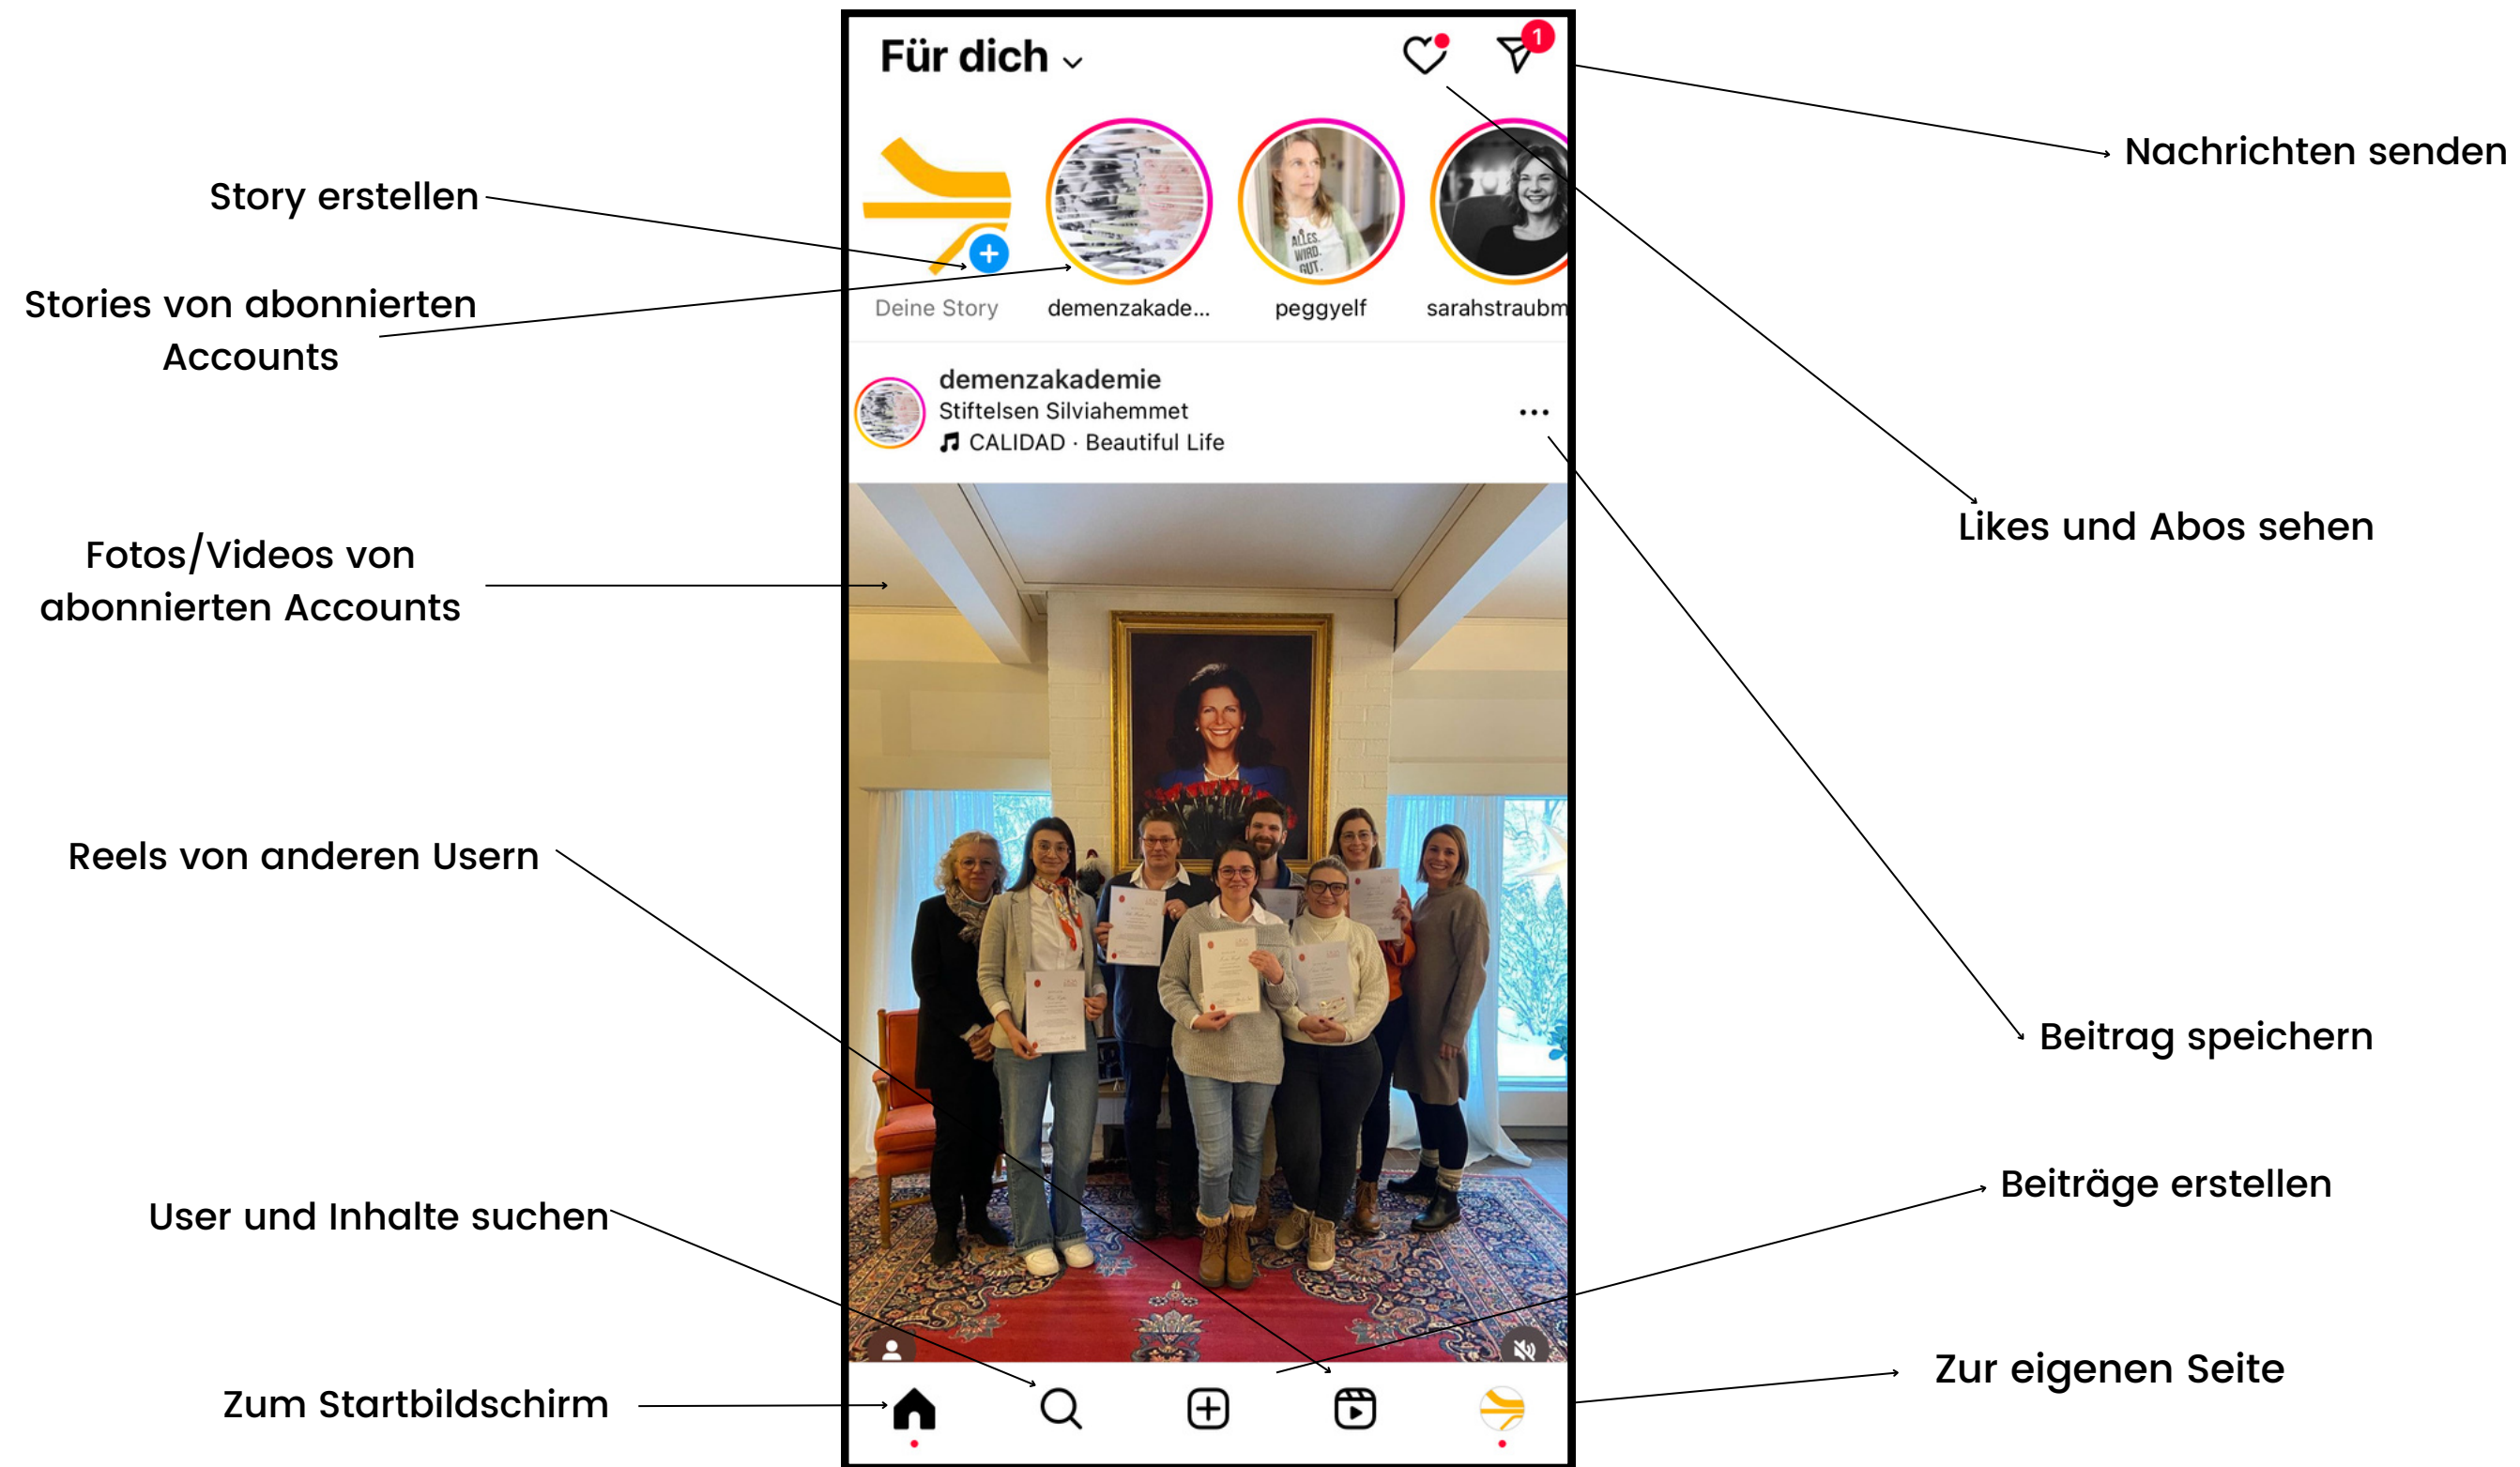 Für dich
1
Nachrichten senden
Story erstellen
ALLES.
WIRD.
GUT.
Stories von abonnierten
Accounts
Deine Story
demenzakade...
peggyelf
sarahstraubm
demenzakademie
Stiftelsen Silviahemmet
CALIDAD · Beautiful Life
Likes und Abos sehen
Fotos/Videos von
abonnierten Accounts
Reels von anderen Usern
Beitrag speichern
Beiträge erstellen
User und Inhalte suchen
Zur eigenen Seite
Zum Startbildschirm